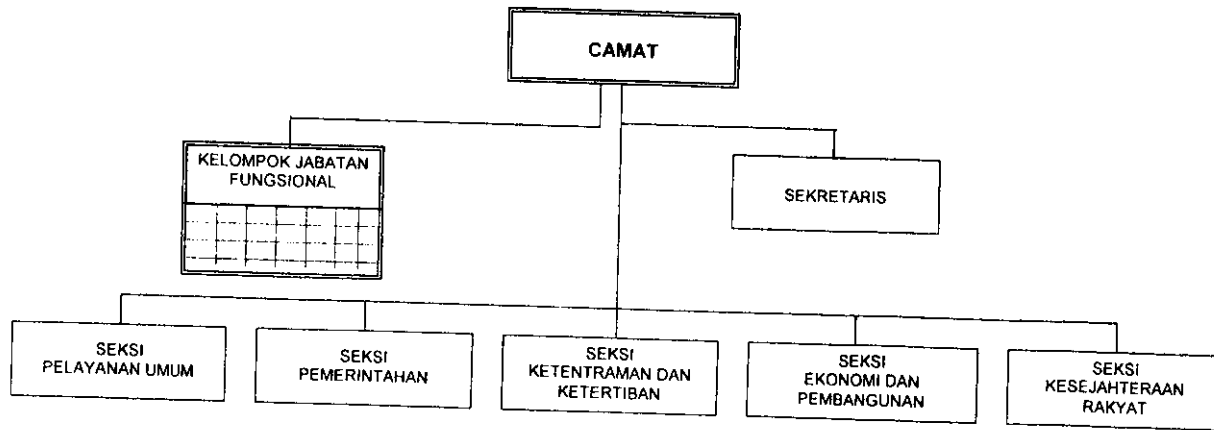 CAMAT
KELOMPOK JABATAN
FUNGSIONAL
SEKRETARIS
SEKSI
PELAYANAN UMUM
SEKSI
PEMERINTAHAN
SEKSI
KETENTRAMAN DAN
KETERTIBAN
SEKSI
EKONOMI DAN
PEMBANGUNAN
SEKSI
KESEJAHTERAAN
RAKYAT